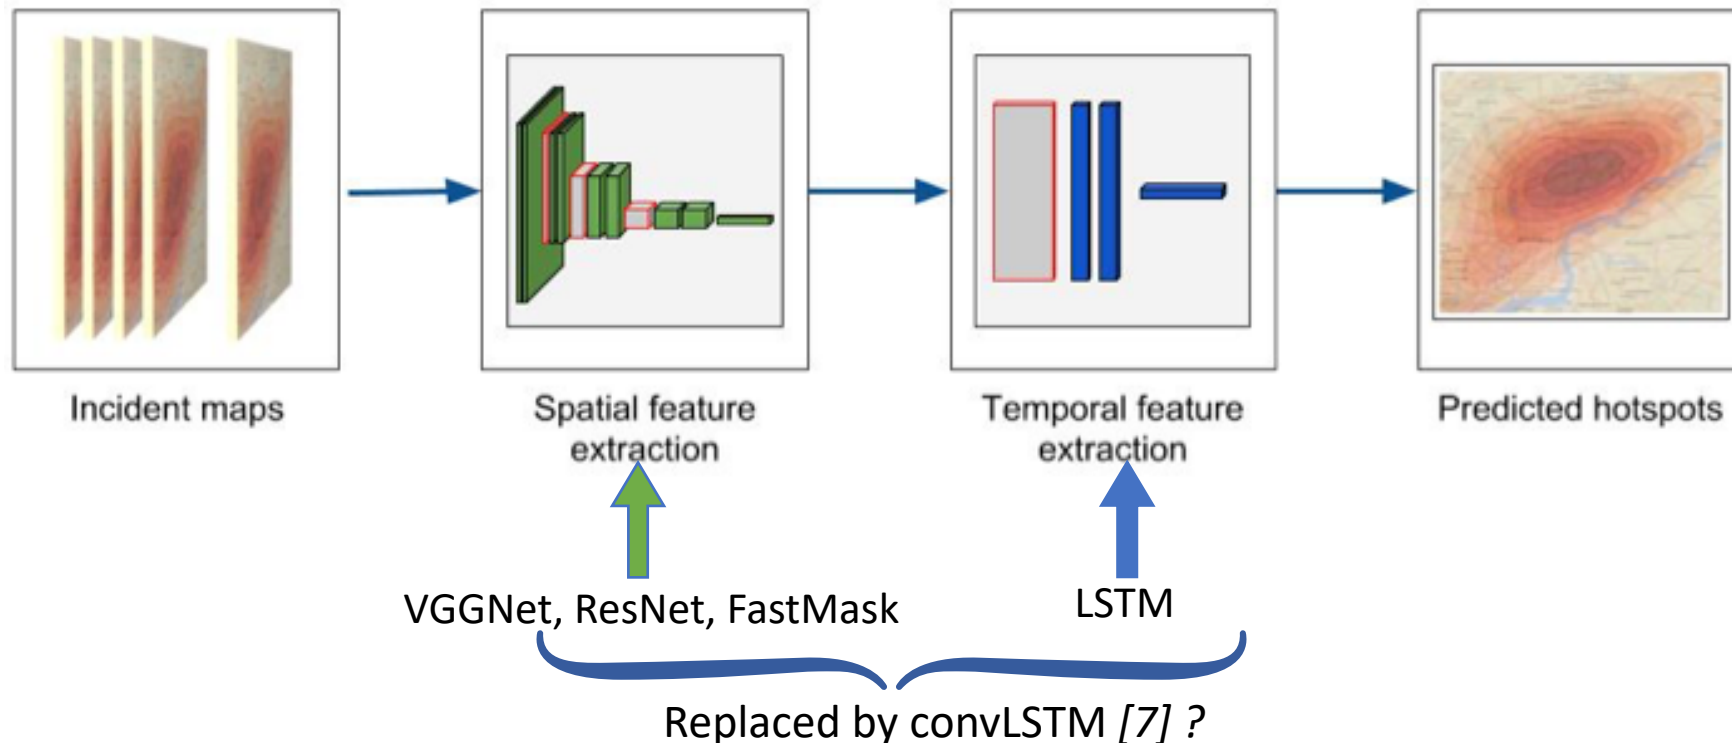 Incident maps
Spatial feature
extraction
Temporal feature
extraction
Predicted hotspots
VGGNet, ResNet, FastMask
LSTM
Replaced by convLSTM [7] ?